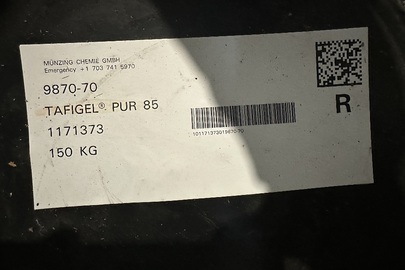 MÜNZING CHEMIE GMBH
Emergency +1 703 741 5970
9870-70
TAFIGEL® PUR 85
1171373
150 KG
R